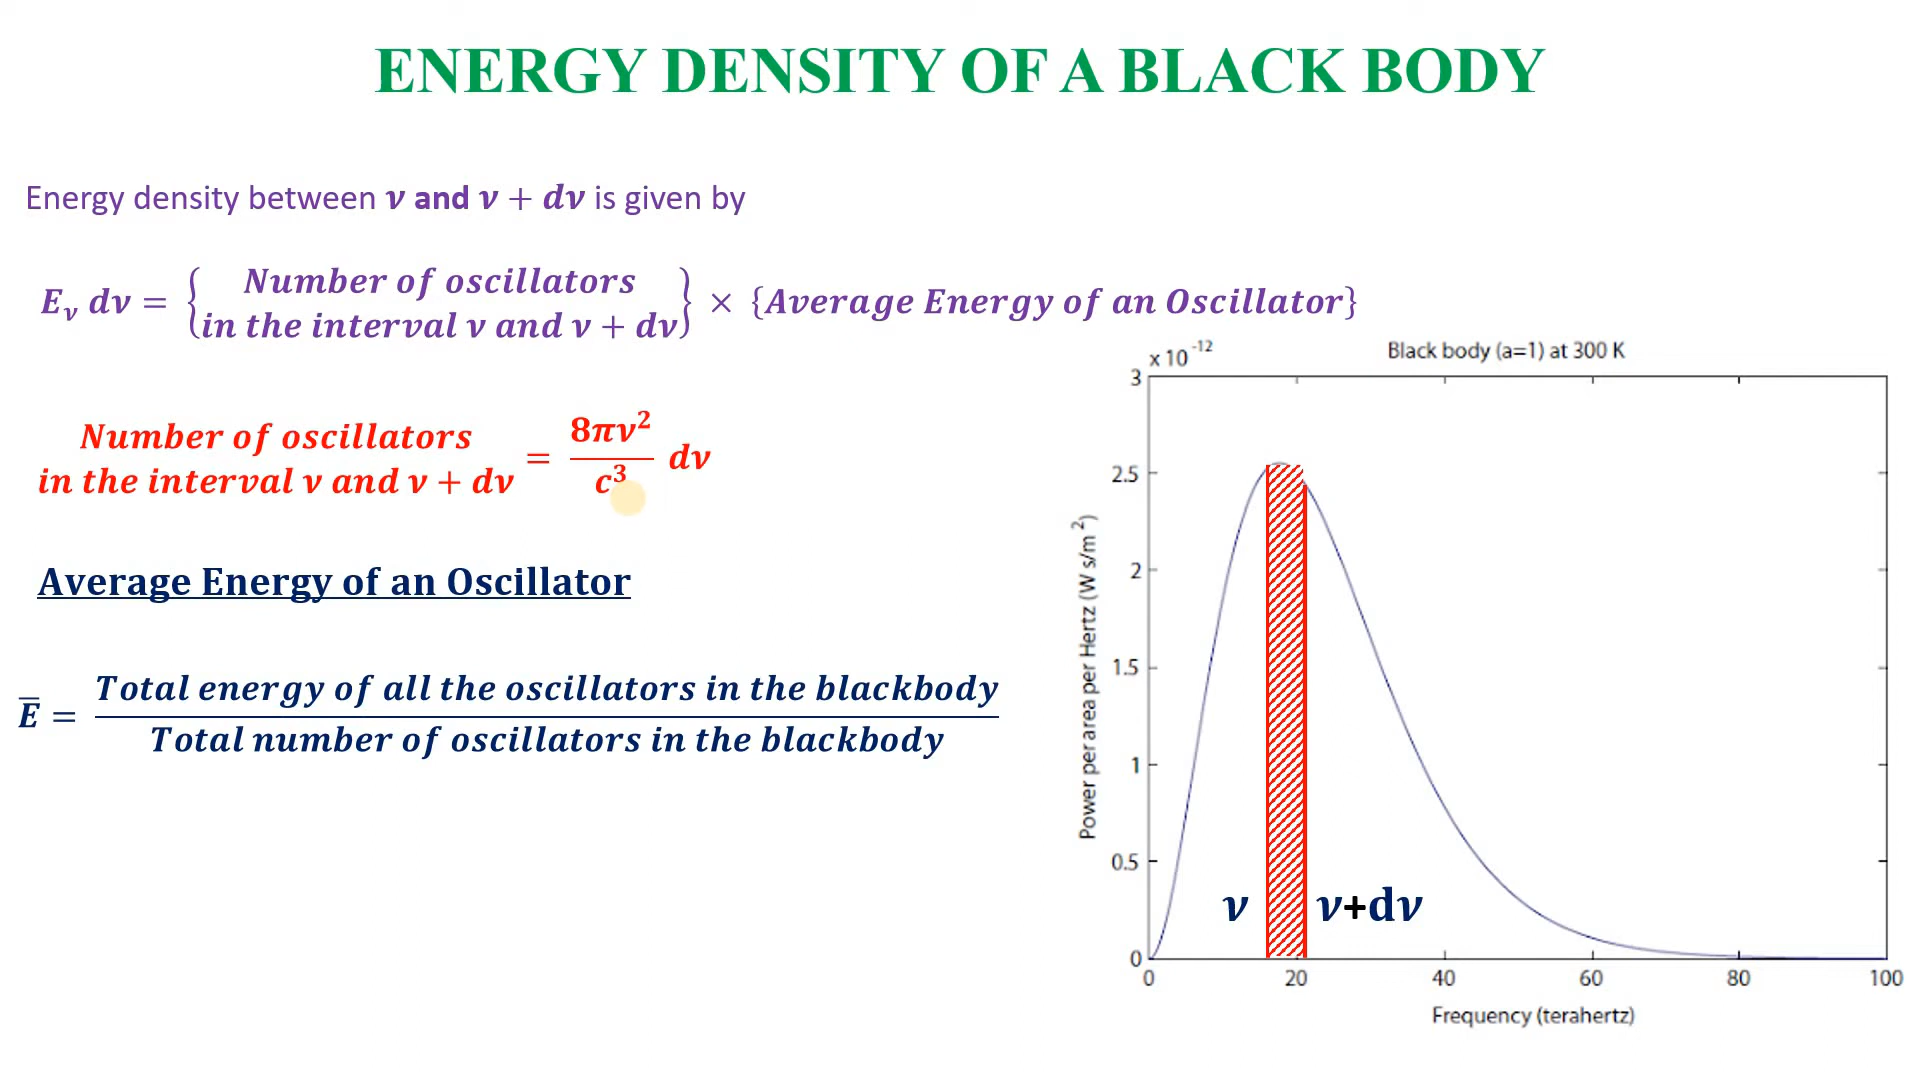 ENERGY DENSITY OF A BLACK BODY
Energy density between ν and ν + dν is given by
E_ν dν = { Number of oscillators in the interval ν and ν + dν } × {Average Energy of an Oscillator}
Number of oscillators in the interval ν and ν + dν = 8πν² / c³ dν
Average Energy of an Oscillator
E̅ = Total energy of all the oscillators in the blackbody / Total number of oscillators in the blackbody
x 10⁻¹²
Black body (a=1) at 300 K
3
2.5
2
1.5
1
0.5
0
Power per area per Hertz (W s/m²)
ν
ν+dν
0 20 40 60 80 100
Frequency (terahertz)